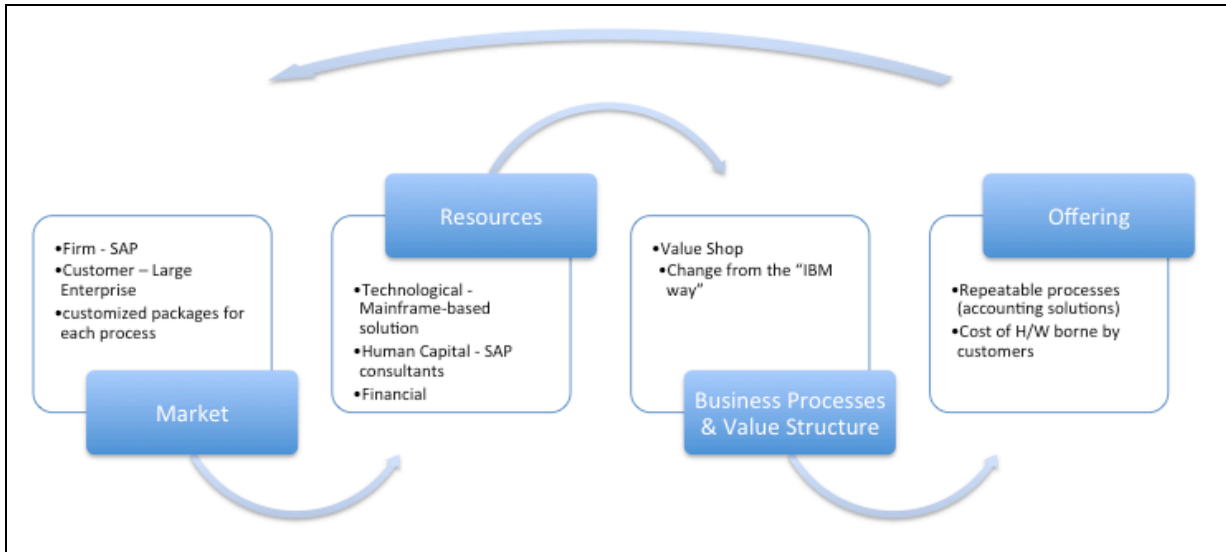 •Firm - SAP
•Customer – Large
Enterprise
•customized packages for
each process
Market
Resources
•Technological -
Mainframe-based
solution
•Human Capital - SAP
consultants
•Financial
•Value Shop
•Change from the “IBM
way”
Business Processes
& Value Structure
Offering
•Repeatable processes
(accounting solutions)
•Cost of H/W borne by
customers